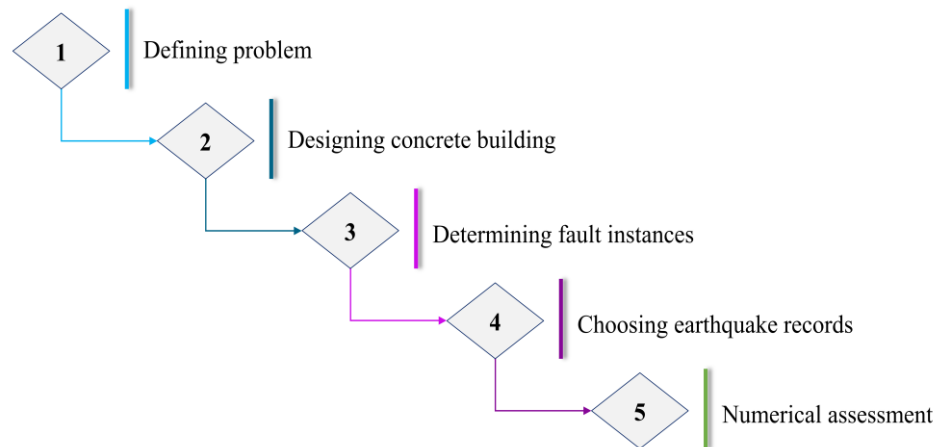 1
Defining problem
2
Designing concrete building
3
Determining fault instances
4
Choosing earthquake records
5
Numerical assessment